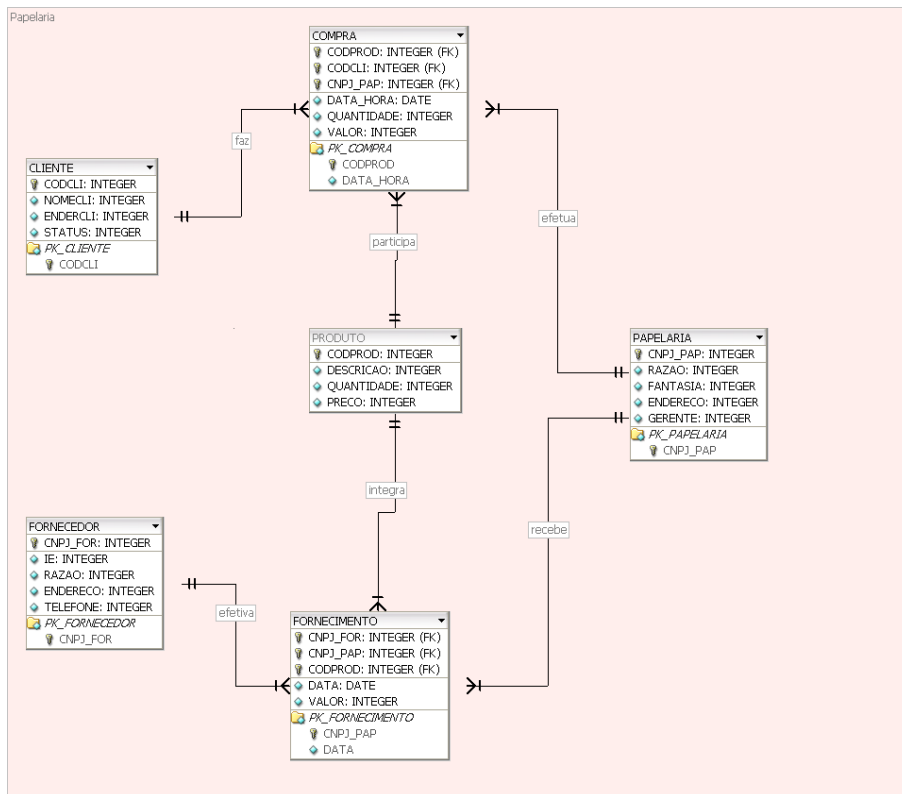 Papelaria
COMPRA
CODPROD: INTEGER (FK)
CODCLI: INTEGER (FK)
CNPJ_PAP: INTEGER (FK)
DATA_HORA: DATE
QUANTIDADE: INTEGER
VALOR: INTEGER
PK_COMPRA
CODPROD
DATA_HORA
faz
CLIENTE
CODCLI: INTEGER
NOMECLI: INTEGER
ENDERCLI: INTEGER
STATUS: INTEGER
PK_CLIENTE
CODCLI
efetua
participa
PRODUTO
CODPROD: INTEGER
DESCRICAO: INTEGER
QUANTIDADE: INTEGER
PRECO: INTEGER
PAPELARIA
CNPJ_PAP: INTEGER
RAZAO: INTEGER
FANTASIA: INTEGER
ENDERECO: INTEGER
GERENTE: INTEGER
PK_PAPELARIA
CNPJ_PAP
integra
recebe
FORNECEDOR
CNPJ_FOR: INTEGER
IE: INTEGER
RAZAO: INTEGER
ENDERECO: INTEGER
TELEFONE: INTEGER
PK_FORNECEDOR
CNPJ_FOR
efetiva
FORNECIMENTO
CNPJ_FOR: INTEGER (FK)
CNPJ_PAP: INTEGER (FK)
CODPROD: INTEGER (FK)
DATA: DATE
VALOR: INTEGER
PK_FORNECIMENTO
CNPJ_PAP
DATA